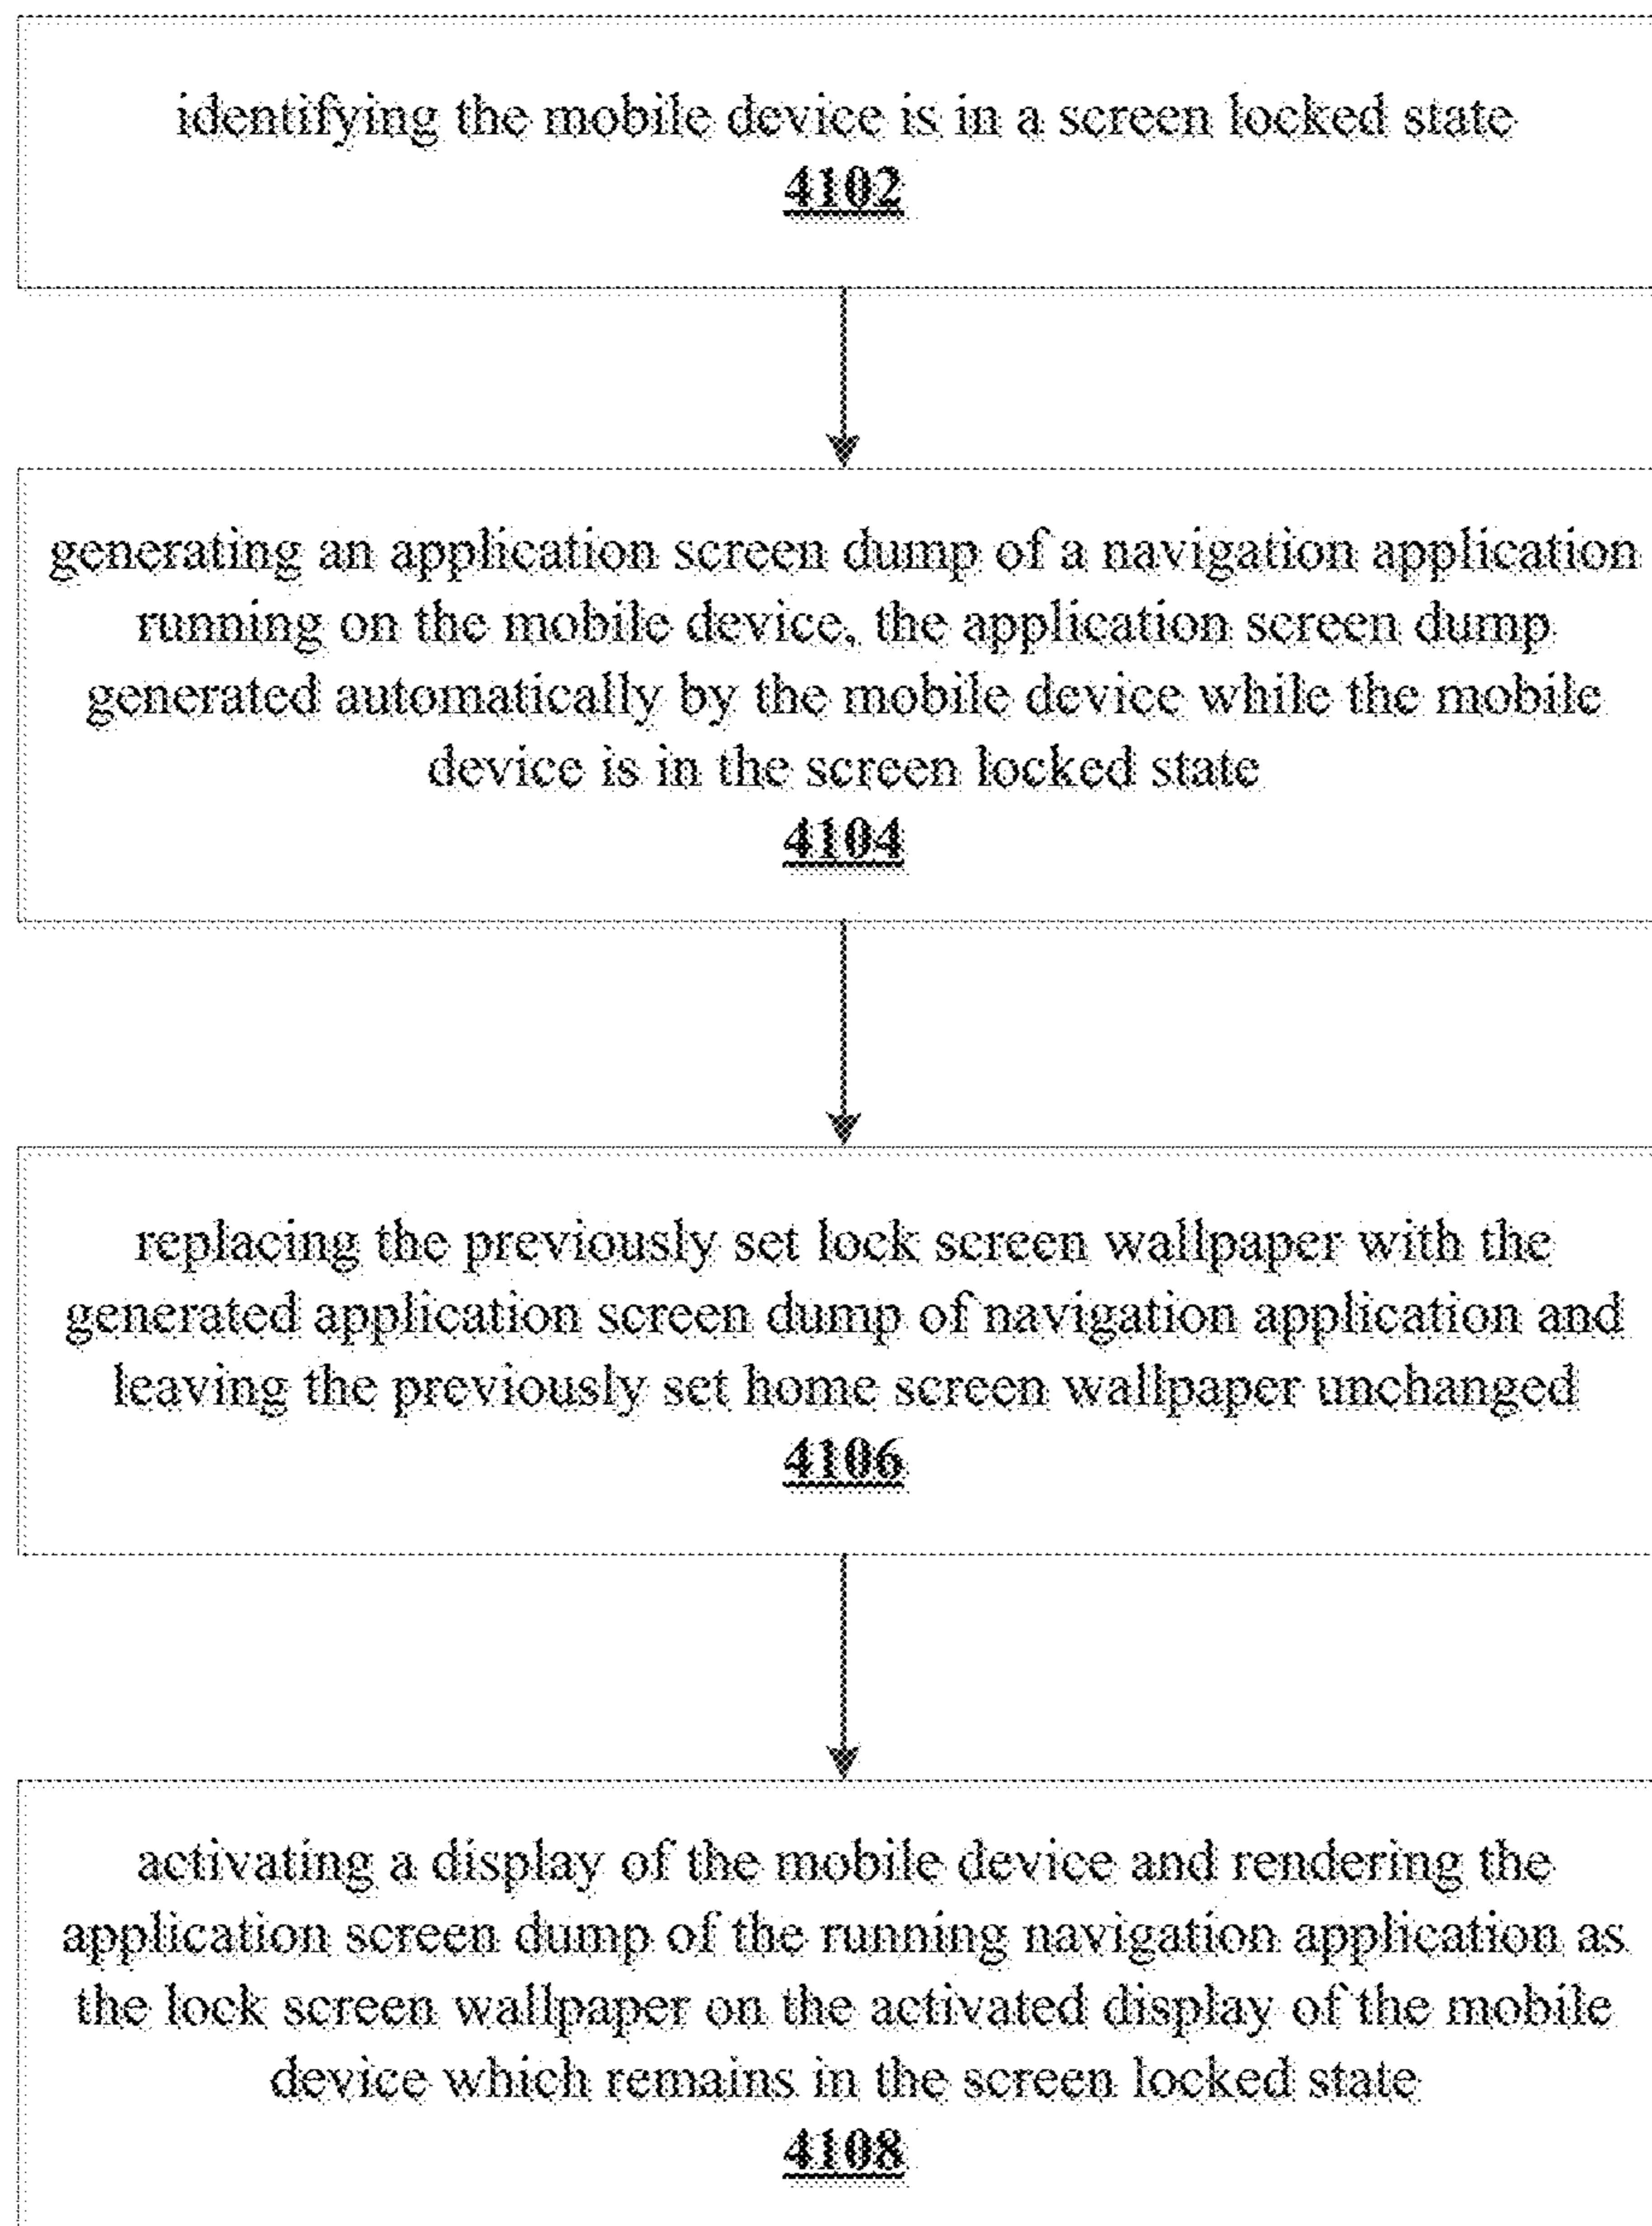 identifying the mobile device is in a screen locked state
4102
generating an application screen dump of a navigation application
running on the mobile device, the application screen dump
generated automatically by the mobile device while the mobile
device is in the screen locked state
4104
replacing the previously set lock screen wallpaper with the
generated application screen dump of navigation application and
leaving the previously set home screen wallpaper unchanged
4106
activating a display of the mobile device and rendering the
application screen dump of the running navigation application as
the lock screen wallpaper on the activated display of the mobile
device which remains in the screen locked state
4108